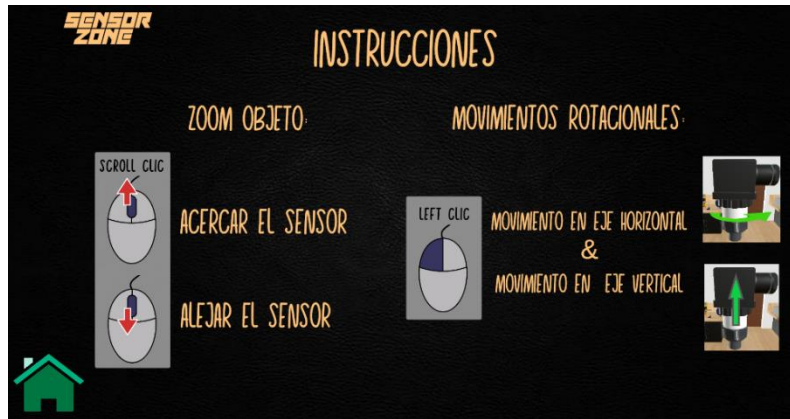 SENSOR
ZONE
INSTRUCCIONES
ZOOM OBJETO:
SCROLL CLIC
ACERCAR EL SENSOR
ALEJAR EL SENSOR
MOVIMIENTOS ROTACIONALES:
LEFT CLIC
MOVIMIENTO EN EJE HORIZONTAL
&
MOVIMIENTO EN EJE VERTICAL